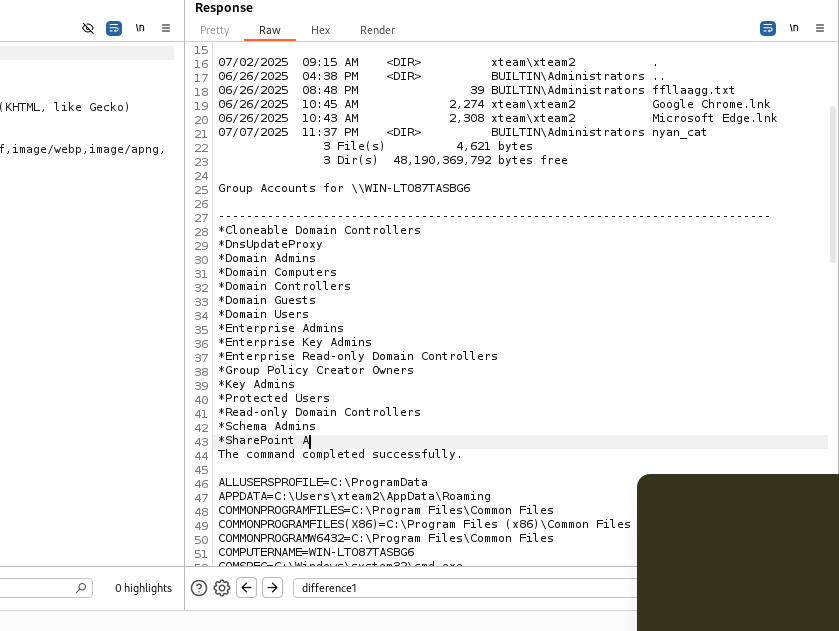 Response
\n
Pretty Raw Hex Render
\n
(KHTML, like Gecko)
f,image/webp,image/apng,
15
16 07/02/2025  09:15 AM    <DIR>          xteam\xteam2           .
17 06/26/2025  04:38 PM    <DIR>          BUILTIN\Administrators ..
18 06/26/2025  08:48 PM                39 BUILTIN\Administrators ffllaagg.txt
19 06/26/2025  10:45 AM             2,274 xteam\xteam2           Google Chrome.lnk
20 06/26/2025  10:43 AM             2,308 xteam\xteam2           Microsoft Edge.lnk
21 07/07/2025  11:37 PM    <DIR>          BUILTIN\Administrators nyan_cat
22                3 File(s)          4,621 bytes
23                3 Dir(s)  48,190,369,792 bytes free
24
25 Group Accounts for \\WIN-LTO87TASBG6
26
27 -------------------------------------------------------------------------------
28 *Cloneable Domain Controllers
29 *DnsUpdateProxy
30 *Domain Admins
31 *Domain Computers
32 *Domain Controllers
33 *Domain Guests
34 *Domain Users
35 *Enterprise Admins
36 *Enterprise Key Admins
37 *Enterprise Read-only Domain Controllers
38 *Group Policy Creator Owners
39 *Key Admins
40 *Protected Users
41 *Read-only Domain Controllers
42 *Schema Admins
43 *SharePoint A
44 The command completed successfully.
45
46 ALLUSERSPROFILE=C:\ProgramData
47 APPDATA=C:\Users\xteam2\AppData\Roaming
48 COMMONPROGRAMFILES=C:\Program Files\Common Files
49 COMMONPROGRAMFILES(X86)=C:\Program Files (x86)\Common Files
50 COMMONPROGRAMW6432=C:\Program Files\Common Files
51 COMPUTERNAME=WIN-LTO87TASBG6
COMSPEC=C:\Windows\system32\cmd.exe
0 highlights
difference1